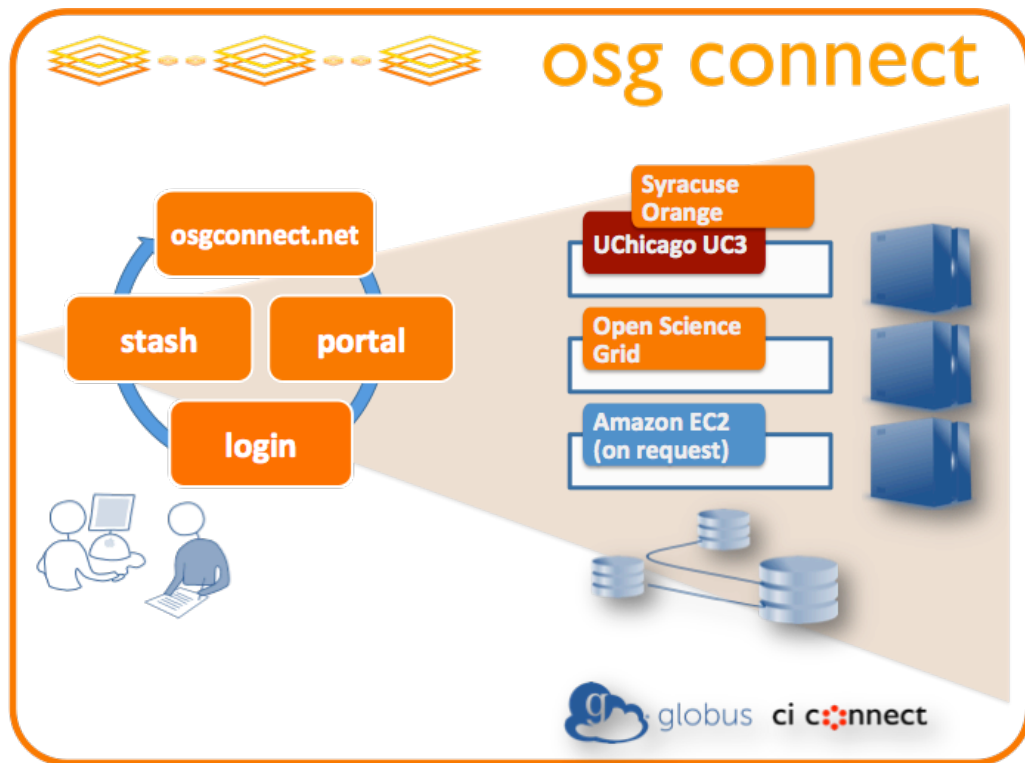 osg connect
osgconnect.net
stash
portal
login
Syracuse
Orange
UChicago UC3
Open Science
Grid
Amazon EC2
(on request)
g globus
ci connect